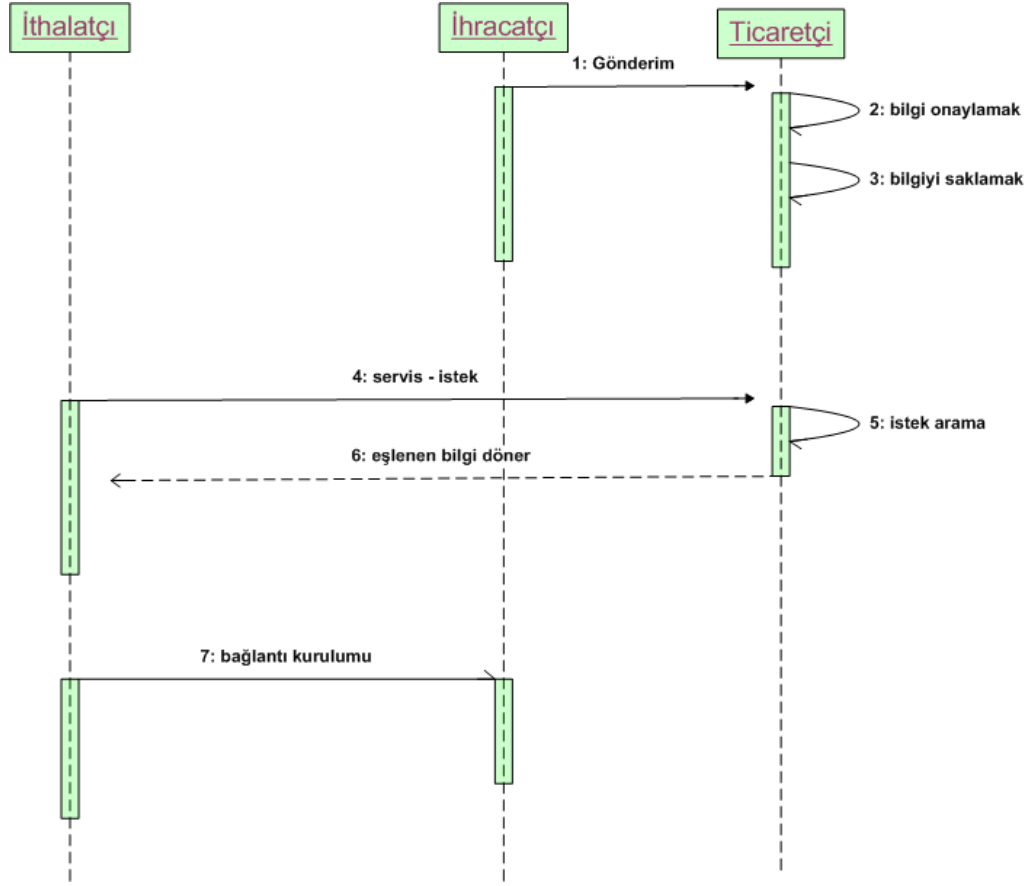 İthalatçı
İhracatçı
Ticaretçi
1: Gönderim
2: bilgi onaylamak
3: bilgiyi saklamak
4: servis - istek
5: istek arama
6: eşlenen bilgi döner
7: bağlantı kurulumu